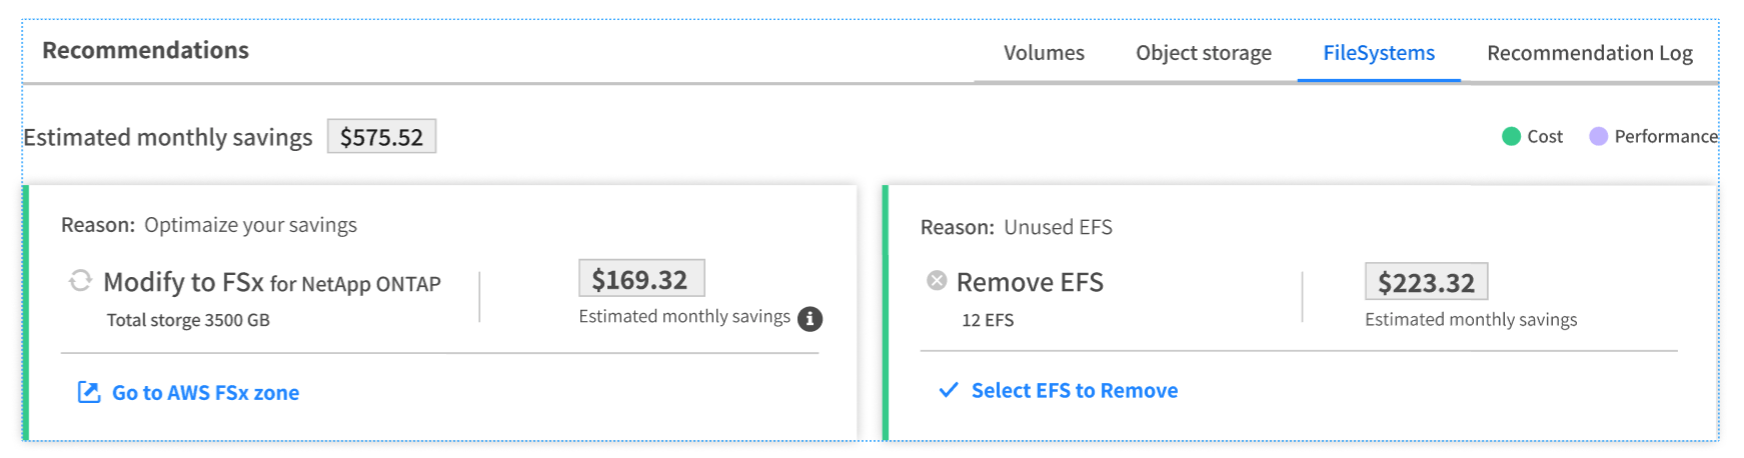 Recommendations
Volumes
Object storage
FileSystems
Recommendation Log
Estimated monthly savings $575.52
Cost
Performance
Reason: Optimaize your savings
Modify to FSx for NetApp ONTAP
Total storge 3500 GB
$169.32
Estimated monthly savings
Go to AWS FSx zone
Reason: Unused EFS
Remove EFS
12 EFS
$223.32
Estimated monthly savings
Select EFS to Remove